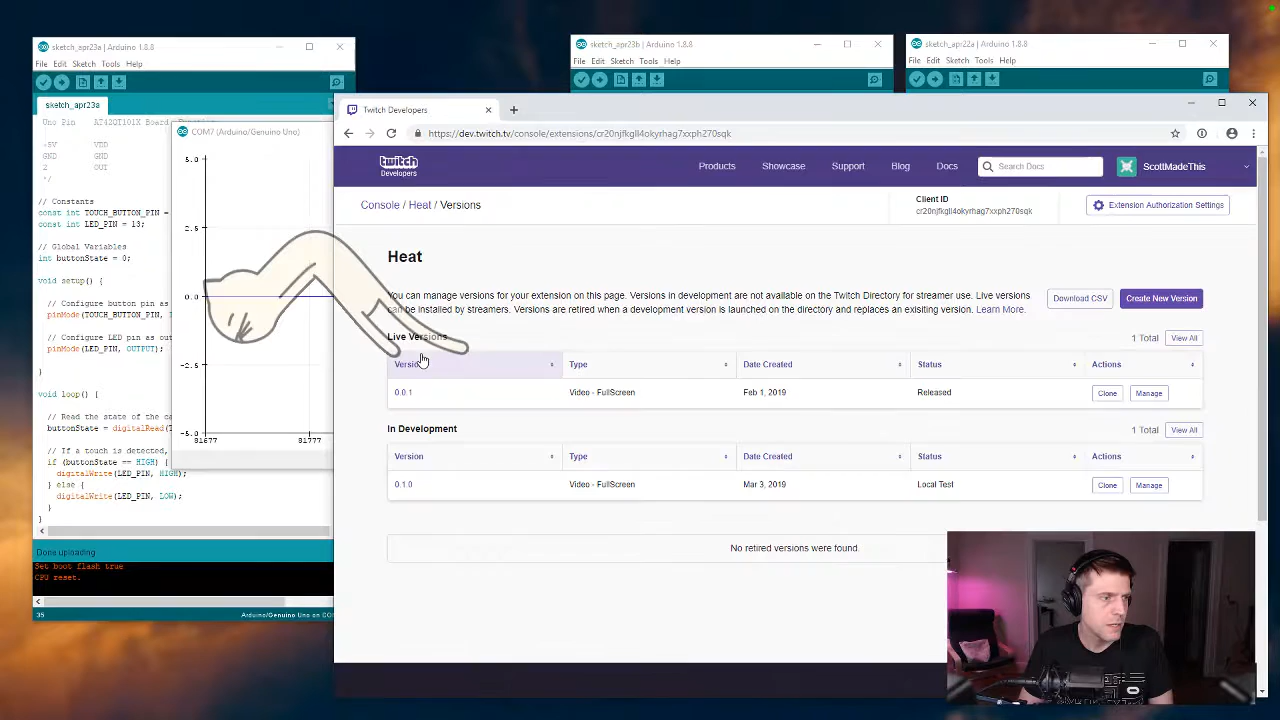 sketch_apr23a | Arduino 1.8.8
File Edit Sketch Tools Help
sketch_apr23a
Uno Pin
+5V VDD
GND GND
2 OUT
*/
// Constants
const int TOUCH_BUTTON_PIN =
const int LED_PIN = 13;
// Global Variables
int buttonState = 0;
void setup() {
// Configure button pin as
pinMode(TOUCH_BUTTON_PIN,
// Configure LED pin as
pinMode(LED_PIN, OUTPUT);
}
void loop() {
// Read the state of the
buttonState = digitalRead(
// If a touch is detected,
if (buttonState == HIGH) {
digitalWrite(LED_PIN, HIGH);
} else {
digitalWrite(LED_PIN, LOW);
}
}
Done uploading
Set boot flash true
CPU reset.
35
Arduino/Genuino Uno on
COM7 (Arduino/Genuino Uno)
5.0
2.5
0.0
-2.5
-5.0
81677
81777
sketch_apr23b | Arduino 1.8.8
File Edit Sketch Tools Help
sketch_apr22a | Arduino 1.8.8
File Edit Sketch Tools Help
Twitch Developers
https://dev.twitch.tv/console/extensions/cr20njfkgll4okyrhag7xxph270sqk
twitch
Developers
Products
Showcase
Support
Blog
Docs
Search Docs
ScottMadeThis
Console / Heat / Versions
Client ID
cr20njfkgll4okyrhag7xxph270sqk
Extension Authorization Settings
Heat
You can manage versions for your extension on this page. Versions in development are not available on the Twitch Directory for streamer use. Live versions
can be installed by streamers. Versions are retired when a development version is launched on the directory and replaces an exisiting version. Learn More.
Download CSV
Create New Version
Live Versions
1 Total
View All
Version Type Date Created Status Actions
0.0.1 Video - FullScreen Feb 1, 2019 Released Clone Manage
In Development
1 Total
View All
Version Type Date Created Status Actions
0.1.0 Video - FullScreen Mar 3, 2019 Local Test Clone Manage
No retired versions were found.